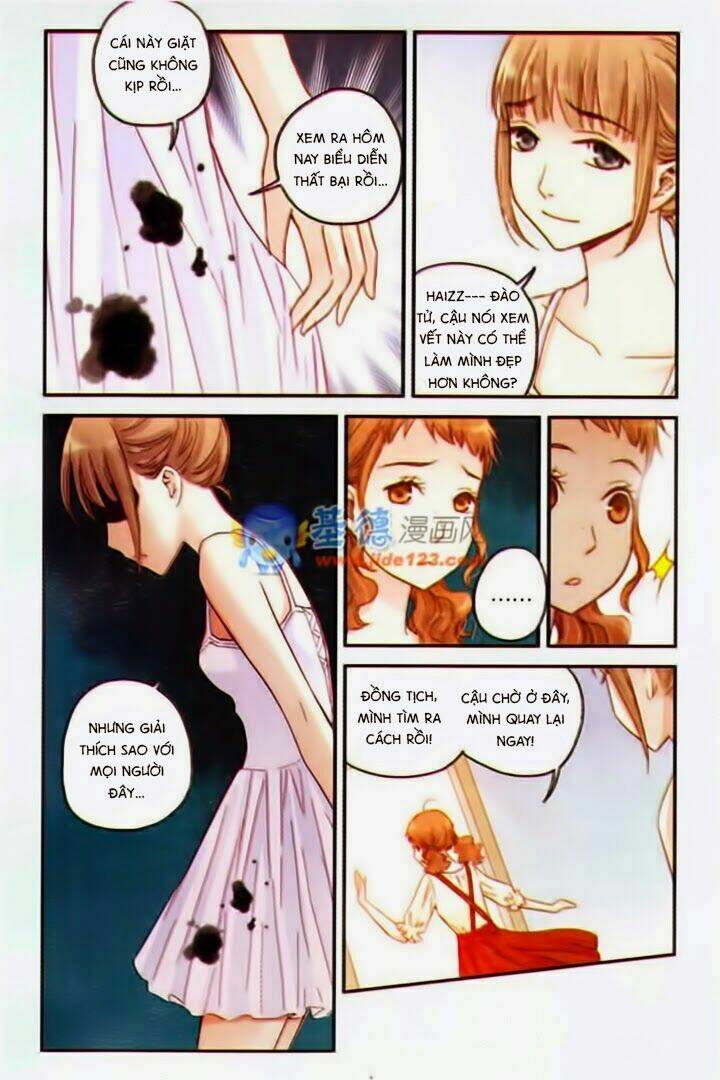 CÁI NÀY GIẶT
CŨNG KHÔNG
KỊP RỒI...
XEM RA HÔM
NAY BIỂU DIỄN
THẤT BẠI RỒI...
HAIZZ--- ĐÀO
TỬ, CẬU NÓI XEM
VẾT NÀY CÓ THỂ
LÀM MÌNH ĐẸP
HƠN KHÔNG?
基德漫画网
jide123.com
......
NHƯNG GIẢI
THÍCH SAO VỚI
MỌI NGƯỜI
ĐÂY...
ĐỒNG TỊCH,
MÌNH TÌM RA
CÁCH RỒI!
CẬU CHỜ Ở ĐÂY,
MÌNH QUAY LẠI
NGAY!